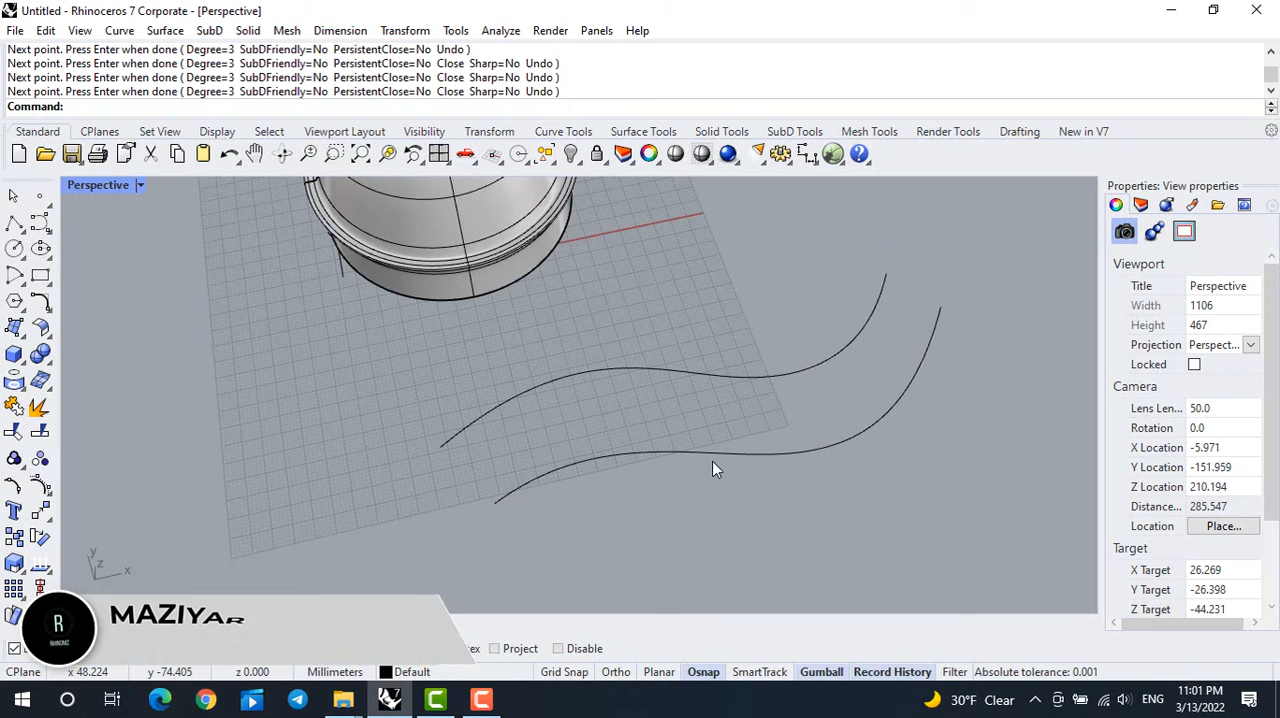 Untitled - Rhinoceros 7 Corporate - [Perspective]
File Edit View Curve Surface SubD Solid Mesh Dimension Transform Tools Analyze Render Panels Help
Next point. Press Enter when done ( Degree=3 SubDFriendly=No PersistentClose=No Undo )
Next point. Press Enter when done ( Degree=3 SubDFriendly=No PersistentClose=No Close Sharp=No Undo )
Next point. Press Enter when done ( Degree=3 SubDFriendly=No PersistentClose=No Close Sharp=No Undo )
Next point. Press Enter when done ( Degree=3 SubDFriendly=No PersistentClose=No Close Sharp=No Undo )
Command:
Standard CPlanes Set View Display Select Viewport Layout Visibility Transform Curve Tools Surface Tools Solid Tools SubD Tools Mesh Tools Render Tools Drafting New in V7
Perspective
Properties: View properties
Viewport
Title Perspective
Width 1106
Height 467
Projection Perspect...
Locked
Camera
Lens Len... 50.0
Rotation 0.0
X Location -5.971
Y Location -151.959
Z Location 210.194
Distance... 285.547
Location Place...
Target
X Target 26.269
Y Target -26.398
Z Target -44.231
y
z
x
MAZIYAR
R
RHINOMZ
Project Disable
CPlane x 48.224 y -74.405 z 0.000 Millimeters Default Grid Snap Ortho Planar Osnap SmartTrack Gumball Record History Filter Absolute tolerance: 0.001
30°F Clear ENG 11:01 PM
3/13/2022